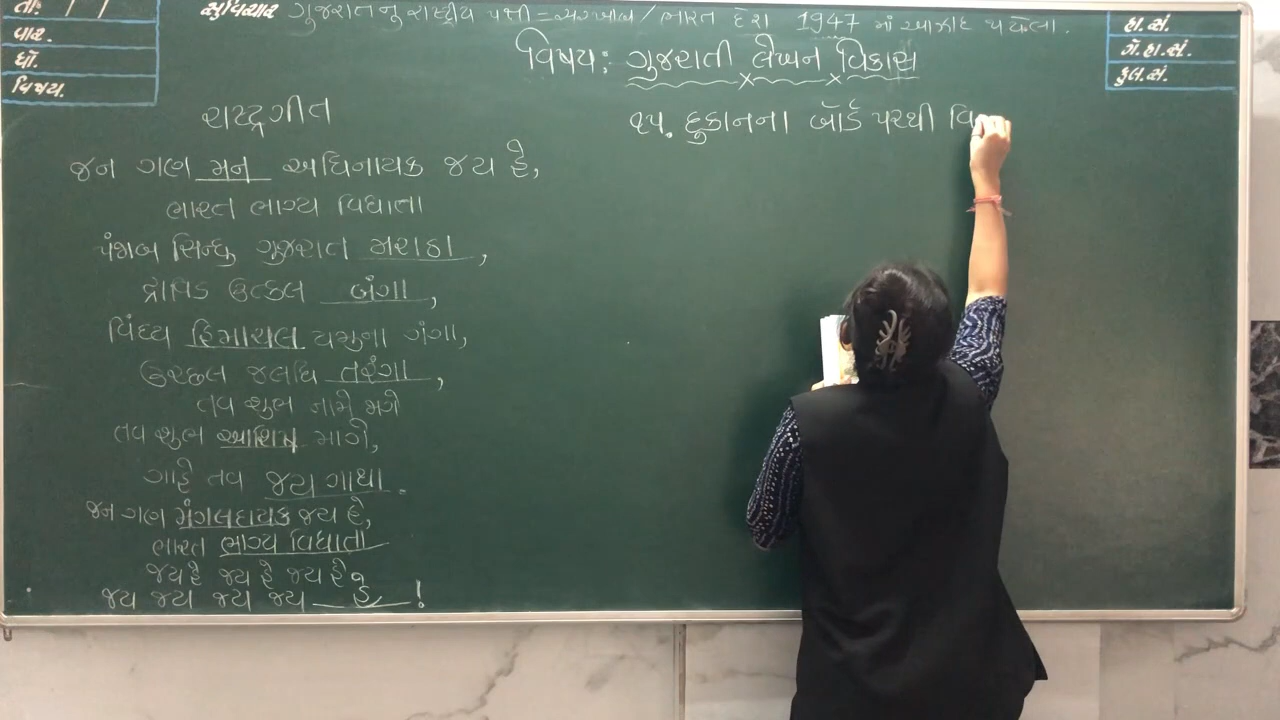 તા. / /
વાર.
ઘો.
વિષય.
સુવિચાર ગુજરાતનુ રાષ્ટ્રીય પક્ષી = / ભારત દેશ 1947 માં આઝાદ થયેલા.
હા.સં.
ગે.હા.સં.
કુલ.સં.
વિષય: ગુજરાતી લેખન વિકાસ
૨૫. દુકાનના બોર્ડ પરથી વિ
રાષ્ટ્રગીત
જન ગણ મન અધિનાયક જય હે,
ભારત ભાગ્ય વિધાતા
પંજાબ સિન્ધુ ગુજરાત મરાઠા,
દ્રાવિડ ઉત્કલ બંગા,
વિંધ્ય હિમાચલ યમુના ગંગા,
ઉચ્છલ જલધિ તરંગા,
તવ શુભ નામે જાગે
તવ શુભ આશિષ માગે,
ગાહે તવ જય ગાથા.
જન ગણ મંગલદાયક જય હે,
ભારત ભાગ્ય વિધાતા
જય હે જય હે જય હે
જય જય જય જય હે !